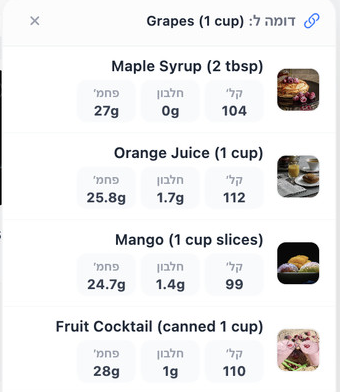 דומה ל: Grapes (1 cup)
Maple Syrup (2 tbsp)
קל׳ חלבון פחמ׳
104 0g 27g
Orange Juice (1 cup)
קל׳ חלבון פחמ׳
112 1.7g 25.8g
Mango (1 cup slices)
קל׳ חלבון פחמ׳
99 1.4g 24.7g
Fruit Cocktail (canned 1 cup)
קל׳ חלבון פחמ׳
110 1g 28g